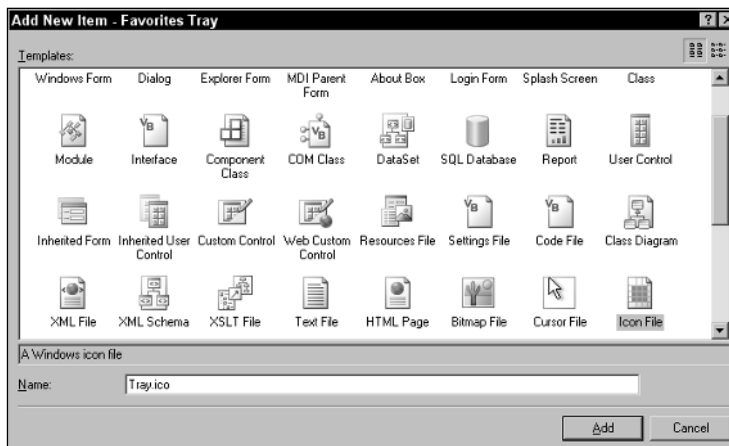 Add New Item - Favorites Tray
Templates:
Windows Form Dialog Explorer Form MDI Parent Form About Box Login Form Splash Screen Class
Module Interface Component Class COM Class DataSet SQL Database Report User Control
Inherited Form Inherited User Control Custom Control Web Custom Control Resources File Settings File Code File Class Diagram
XML File XML Schema XSLT File Text File HTML Page Bitmap File Cursor File Icon File
A Windows icon file
Name: Tray.ico
Add Cancel